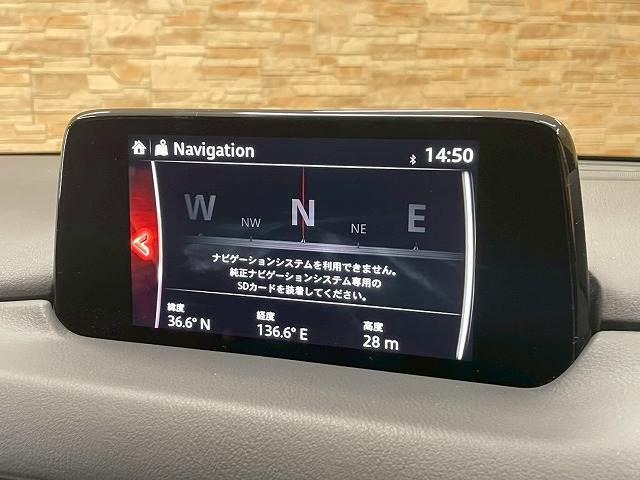 Navigation 14:50
W NW N NE E
ナビゲーションシステムを利用できません。
純正ナビゲーションシステム専用の
SDカードを装着してください。
緯度 経度 高度
36.6° N 136.6° E 28 m